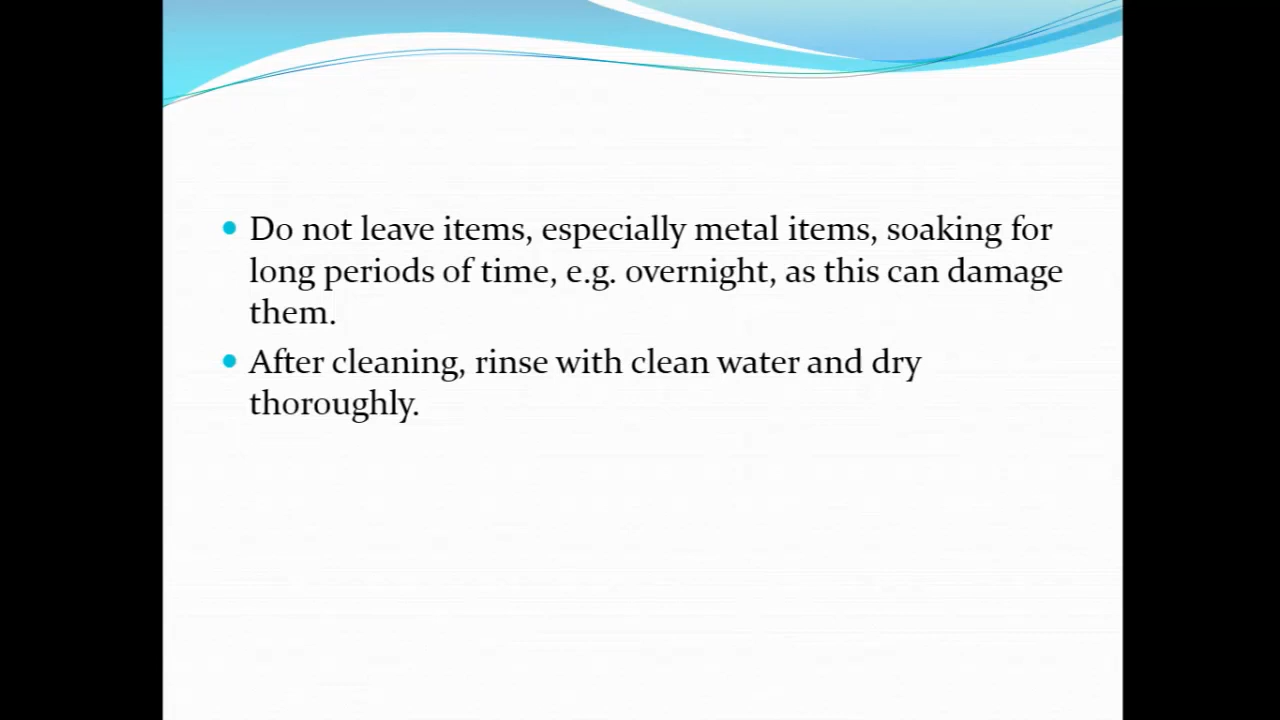 Do not leave items, especially metal items, soaking for
long periods of time, e.g. overnight, as this can damage
them.
After cleaning, rinse with clean water and dry
thoroughly.